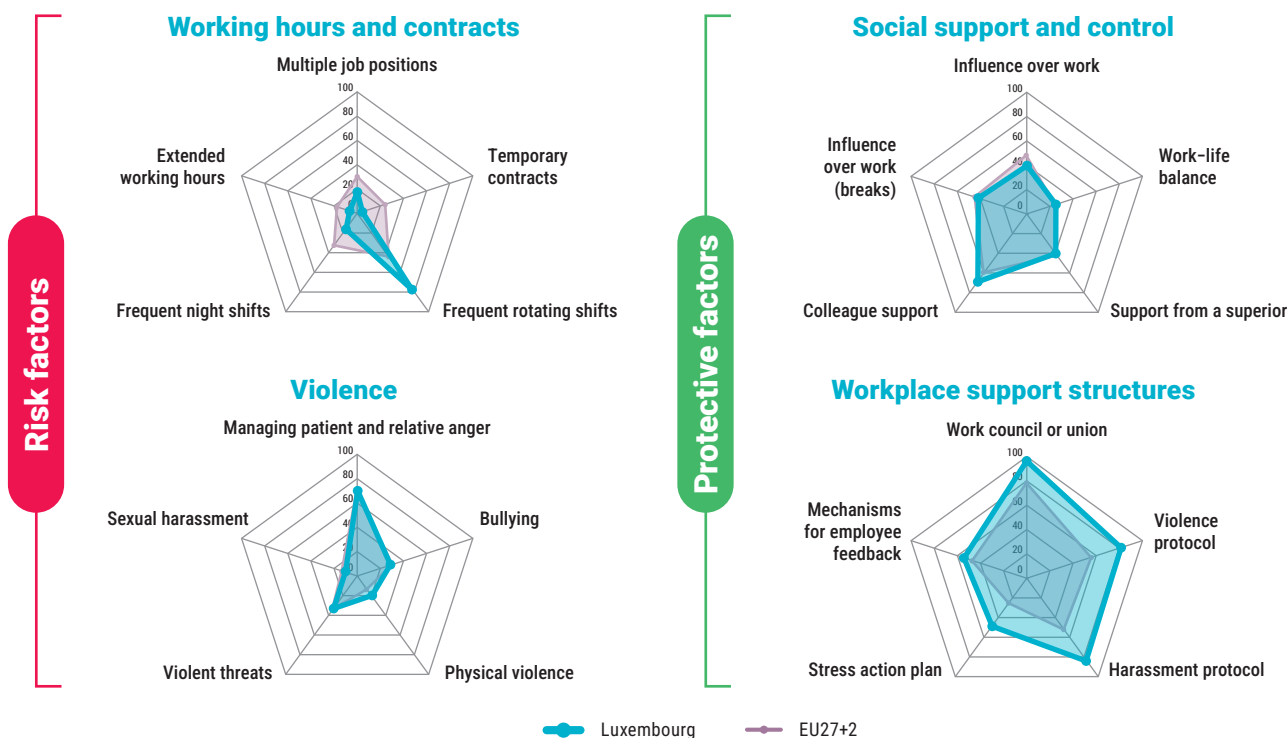 Risk factors
Working hours and contracts
Multiple job positions
100
80
60
40
20
Extended
working hours
Temporary
contracts
Frequent night shifts
Frequent rotating shifts
Violence
Managing patient and relative anger
100
80
60
40
20
0
Sexual harassment
Bullying
Violent threats
Physical violence
Protective factors
Social support and control
Influence over work
100
80
60
40
20
0
Influence
over work
(breaks)
Work–life
balance
Colleague support
Support from a superior
Workplace support structures
Work council or union
100
80
60
40
20
0
Mechanisms
for employee
feedback
Violence
protocol
Stress action plan
Harassment protocol
Luxembourg
EU27+2